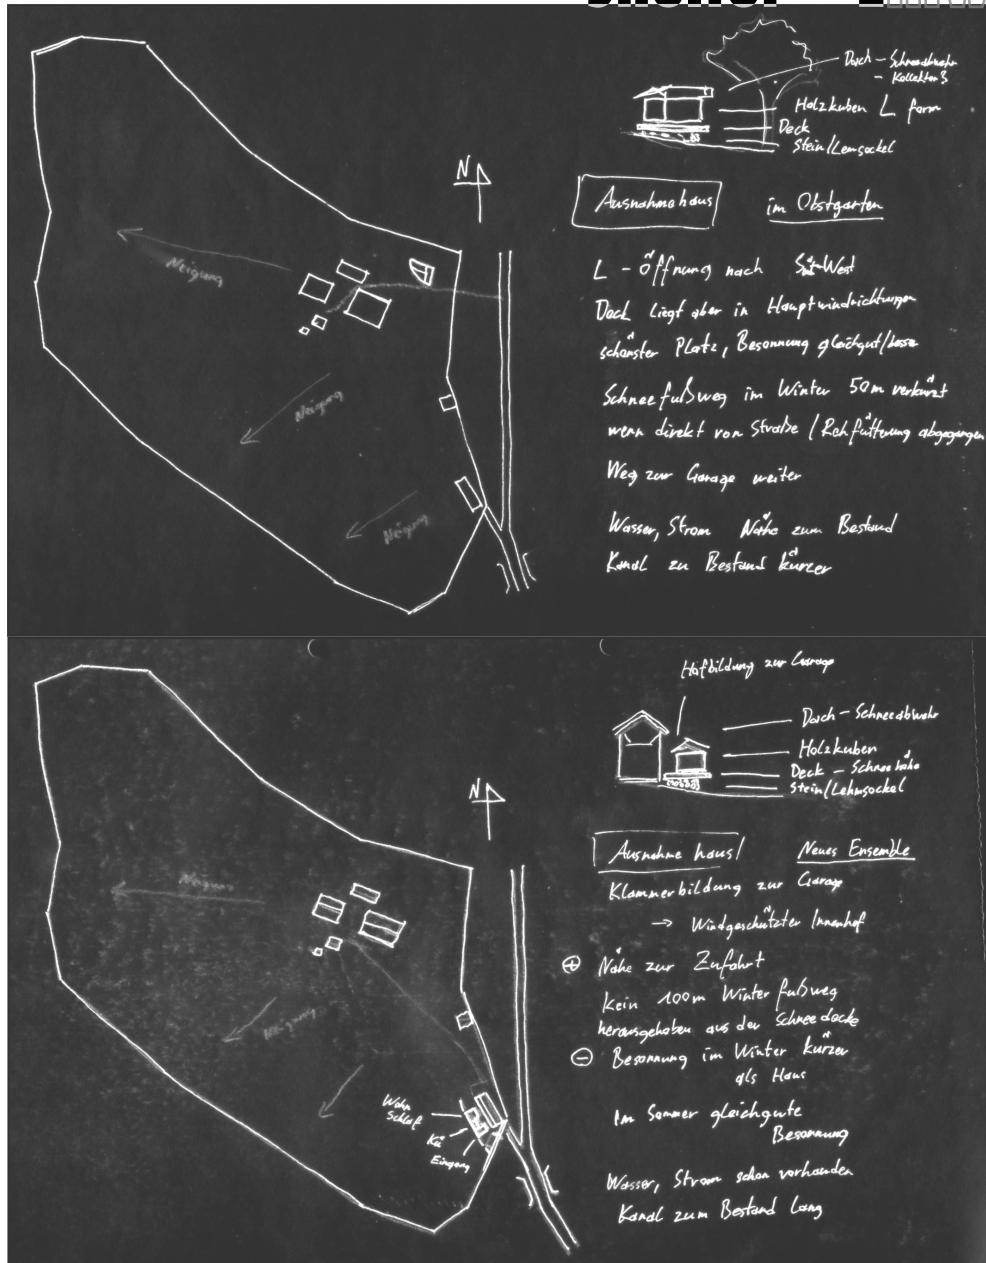 Dach - Schneeabwehr
- Kollektor ?
Holzkuben L form
Deck
Stein/Lemsockel
N
Ausnahmehaus im Obstgarten
L - Öffnung nach Süd-West
Deck liegt aber in Hauptwindrichtungen
schönster Platz, Besonnung gleichgut/besser
Schneefußweg im Winter 50m verkürzt
wenn direkt von Straße / Rehfütterung abgegangen
Weg zur Garage weiter
Wasser, Strom Nähe zum Bestand
Kanal zu Bestand kürzer
Neigung
Neigung
Neigung
Hofbildung zur Garage
Dach - Schneeabwehr
Holzkuben
Deck - Schneehöhe
Stein/Lehmsockel
N
Ausnahme haus Neues Ensemble
Klammerbildung zur Garage
→ Windgeschützter Innenhof
⊕ Nähe zur Zufahrt
Kein 100m Winterfußweg
herausgehoben aus der Schneedecke
⊖ Besonnung im Winter kürzer
als Haus
Im Sommer gleichgute
Besonnung
Wasser, Strom schon vorhanden
Kanal zum Bestand lang
Neigung
Neigung
Wohn
Schlaf
Kü
Eingang